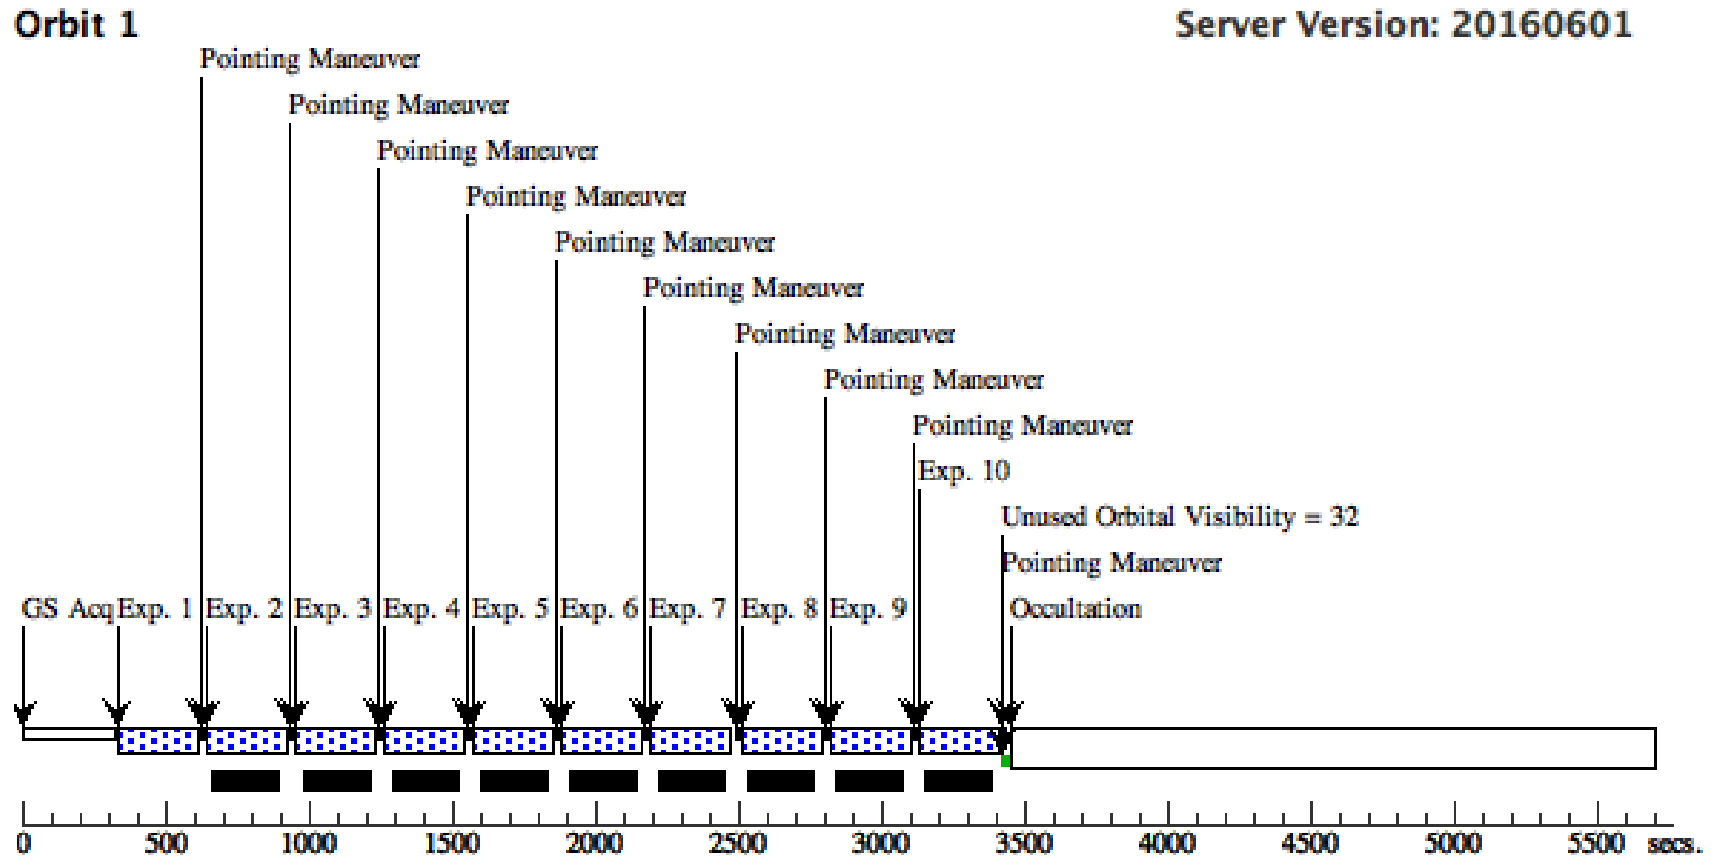 Orbit 1 Server Version: 20160601
Pointing Maneuver
Pointing Maneuver
Pointing Maneuver
Pointing Maneuver
Pointing Maneuver
Pointing Maneuver
Pointing Maneuver
Pointing Maneuver
Pointing Maneuver
Exp. 10
Unused Orbital Visibility = 32
Pointing Maneuver
GS Acq Exp. 1 Exp. 2 Exp. 3 Exp. 4 Exp. 5 Exp. 6 Exp. 7 Exp. 8 Exp. 9 Occultation
0 500 1000 1500 2000 2500 3000 3500 4000 4500 5000 5500 secs.